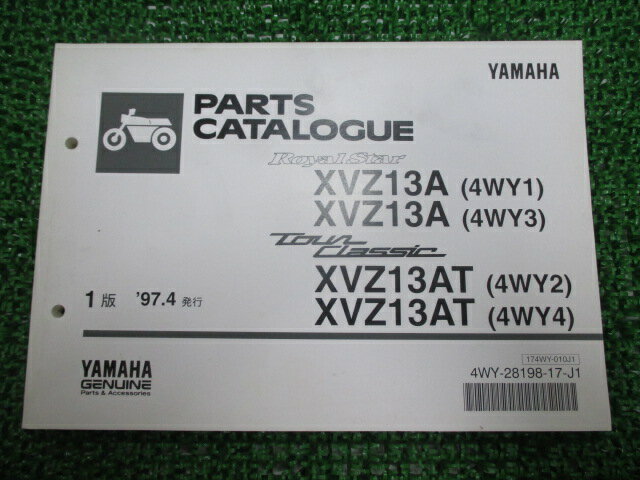 YAMAHA
PARTS
CATALOGUE
Royal Star
XVZ13A (4WY1)
XVZ13A (4WY3)
Tour Classic
XVZ13AT (4WY2)
XVZ13AT (4WY4)
1版 '97.4 発行
YAMAHA
GENUINE
Parts & Accessories
174WY-010J1
4WY-28198-17-J1